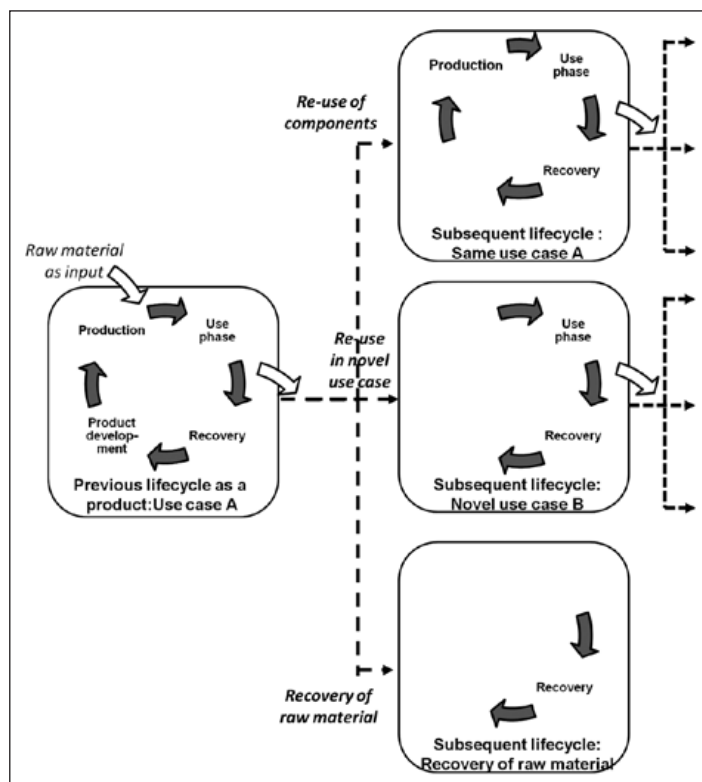 Raw material
as input
Production
Use
phase
Product
develop-
ment
Recovery
Previous lifecycle as a
product:Use case A
Re-use of
components
Production
Use
phase
Recovery
Subsequent lifecycle :
Same use case A
Re-use
in novel
use case
Use
phase
Recovery
Subsequent lifecycle:
Novel use case B
Recovery of
raw material
Recovery
Subsequent lifecycle:
Recovery of raw material